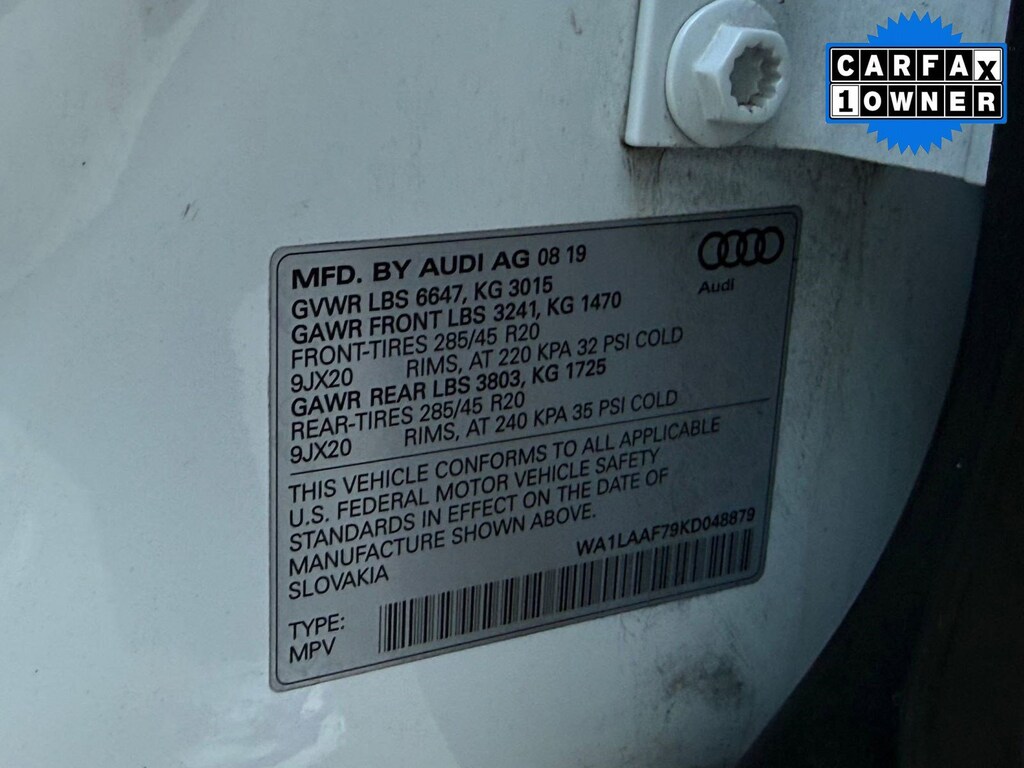 CARFAX
1 OWNER
MFD. BY AUDI AG 08 19
Audi
GVWR LBS 6647, KG 3015
GAWR FRONT LBS 3241, KG 1470
FRONT-TIRES 285/45 R20
9JX20 RIMS, AT 220 KPA 32 PSI COLD
GAWR REAR LBS 3803, KG 1725
REAR-TIRES 285/45 R20
9JX20 RIMS, AT 240 KPA 35 PSI COLD
THIS VEHICLE CONFORMS TO ALL APPLICABLE
U.S. FEDERAL MOTOR VEHICLE SAFETY
STANDARDS IN EFFECT ON THE DATE OF
MANUFACTURE SHOWN ABOVE.
SLOVAKIA
WA1LAAF79KD048879
TYPE:
MPV